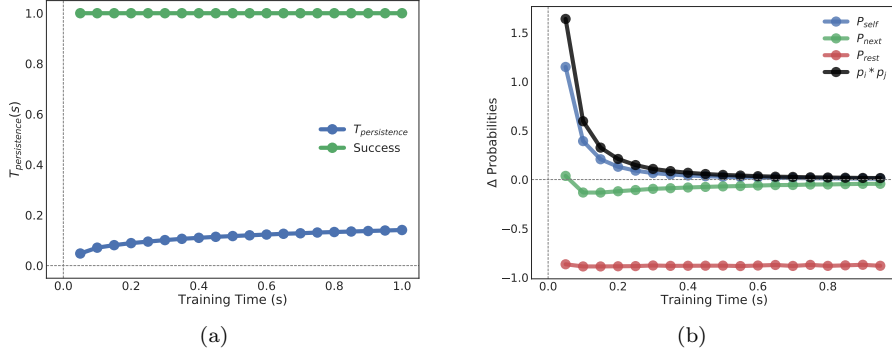 1.0
0.8
0.6
0.4
0.2
0.0
T_persistence(s)
T_persistence
Success
0.0
0.2
0.4
0.6
0.8
1.0
Training Time (s)
(a)
1.5
1.0
0.5
0.0
−0.5
−1.0
Δ Probabilities
P_self
P_next
P_rest
p_i * p_j
0.0
0.2
0.4
0.6
0.8
Training Time (s)
(b)